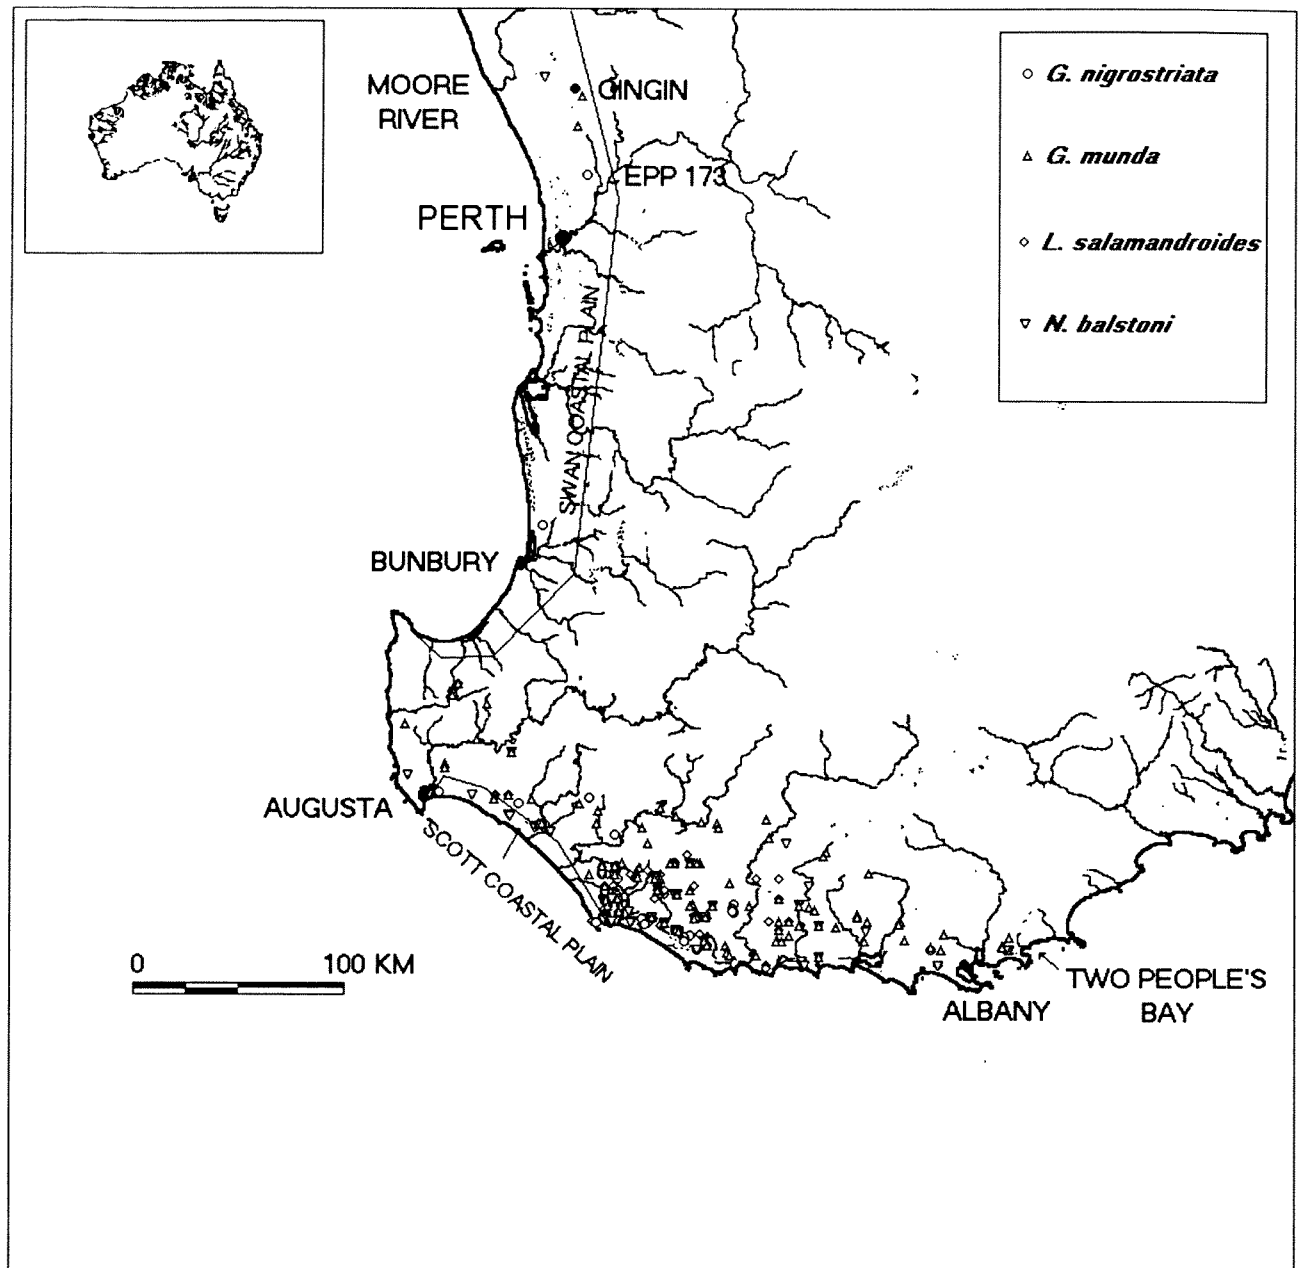 MOORE
RIVER
GINGIN
EPP 173
PERTH
SWAN COASTAL PLAIN
BUNBURY
AUGUSTA
SCOTT COASTAL PLAIN
0 100 KM
TWO PEOPLE'S
BAY
ALBANY
G. nigrostriata
G. munda
L. salamandroides
N. balstoni